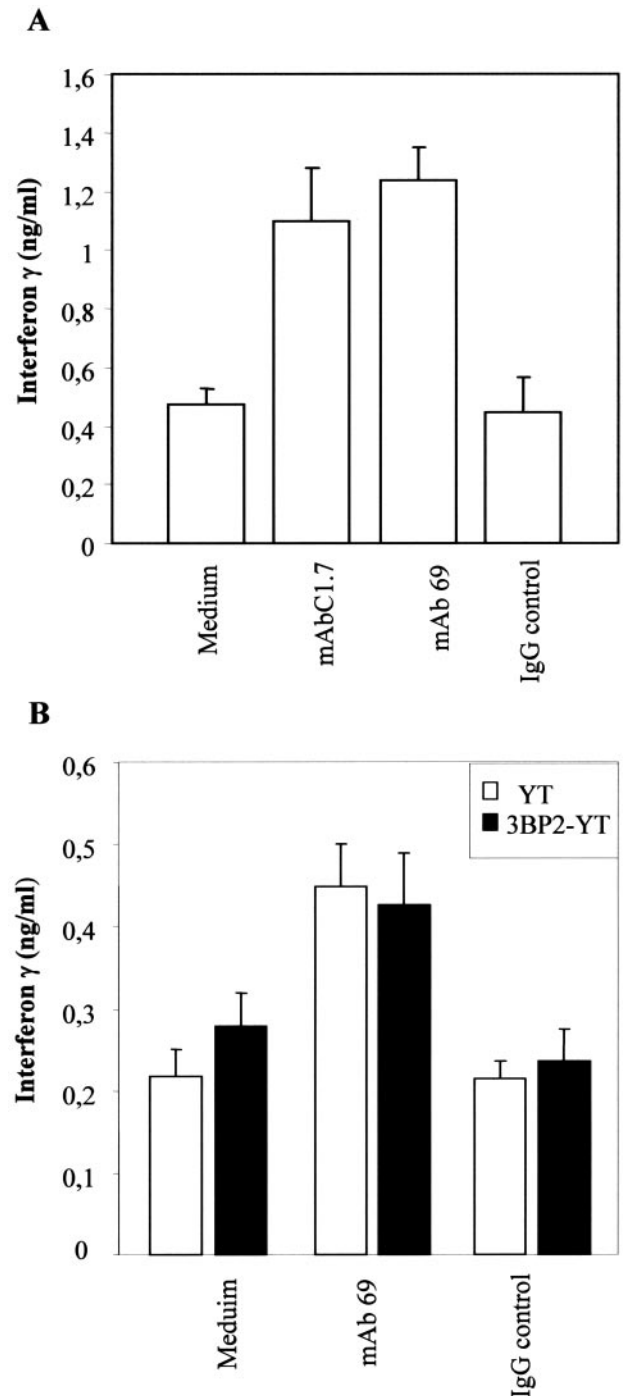 A
Interferon γ (ng/ml)
1,6
1,4
1,2
1
0,8
0,6
0,4
0,2
0
Medium
mAbC1.7
mAb 69
IgG control
B
Interferon γ (ng/ml)
0,6
0,5
0,4
0,3
0,2
0,1
0
YT
3BP2-YT
Meduim
mAb 69
IgG control